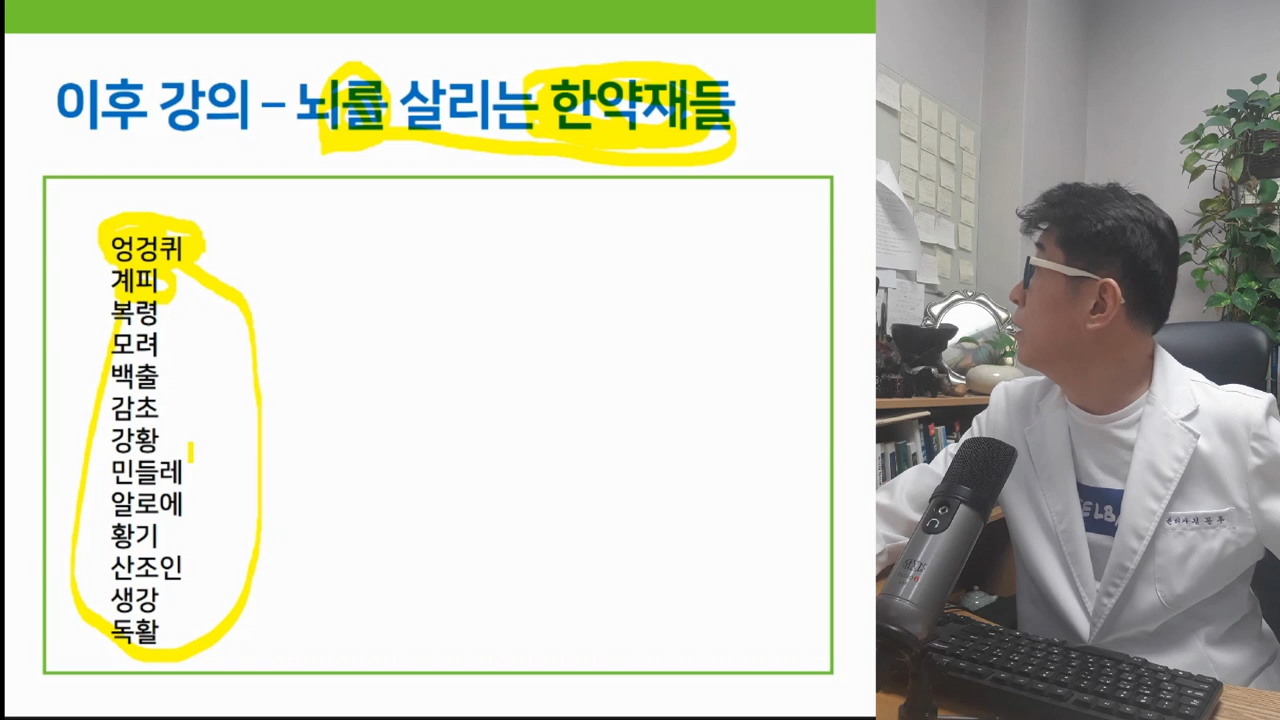 이후 강의 – 뇌를 살리는 한약재들
엉겅퀴
계피
복령
모려
백출
감초
강황
민들레
알로에
황기
산조인
생강
독활